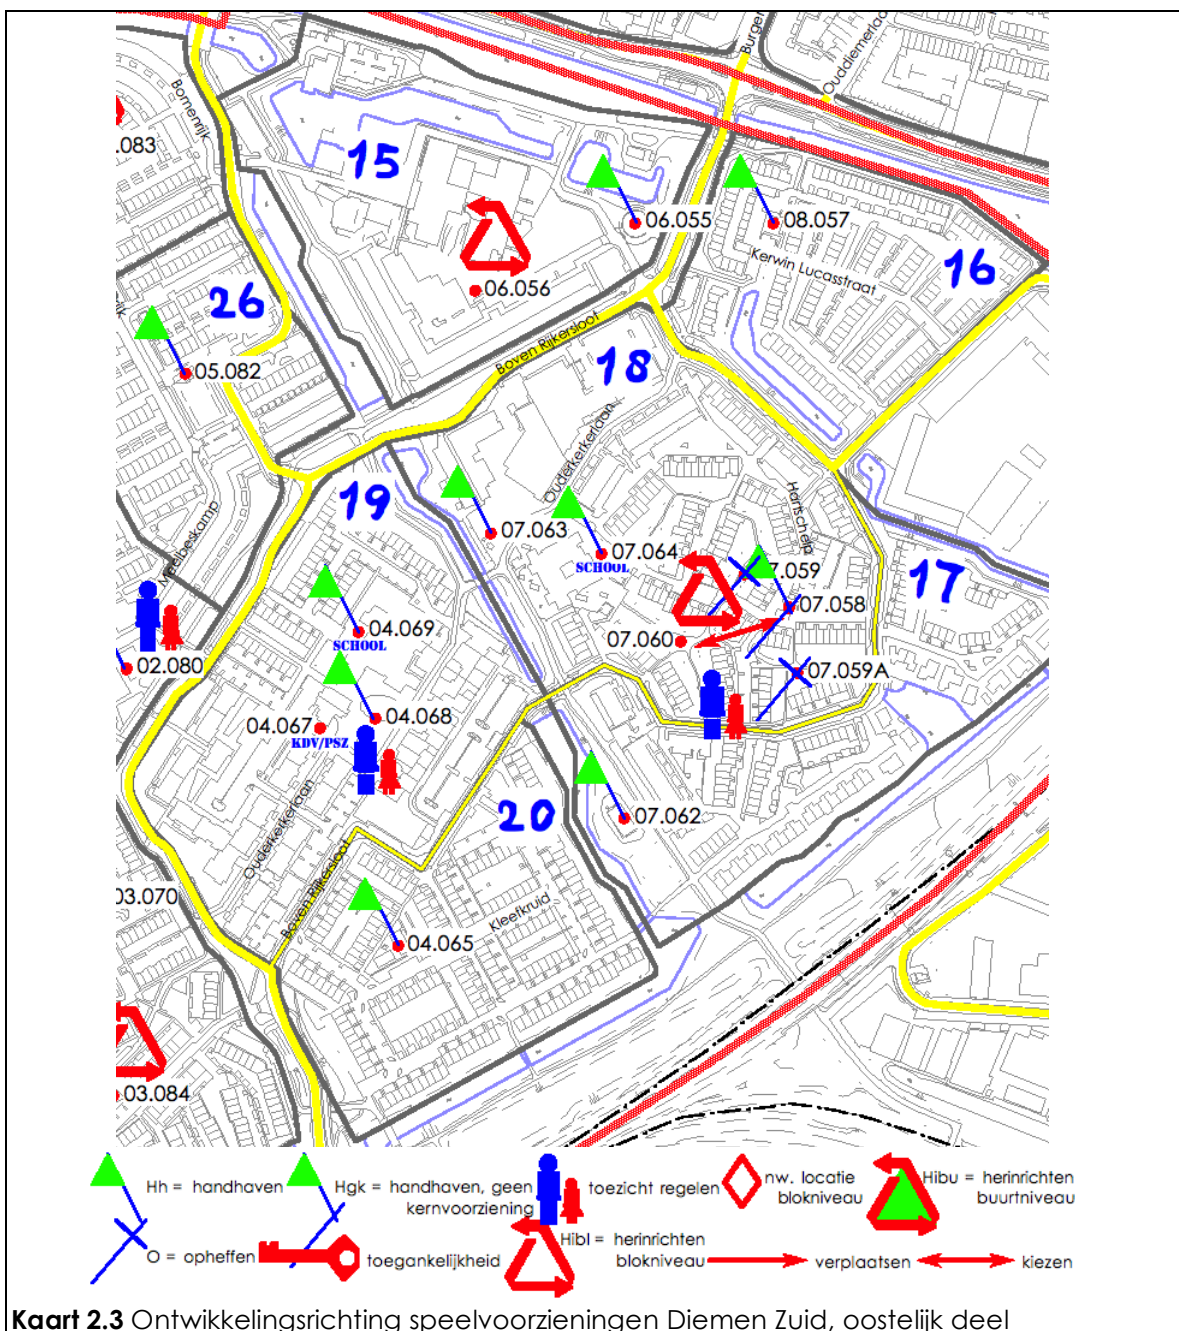 Burger
Ouddiemerlaan
Bomenrijk
.083
15
06.055
08.057
16
Kerwin Lucasstraat
06.056
26
Boven Rijkersloot
18
05.082
Ouderkerkerlaan
Hartschelp
19
07.063
07.064
SCHOOL
07.059
17
07.058
04.069
SCHOOL
07.060
02.080
07.059A
04.067
KDV/PSZ
04.068
20
07.062
Ouderkerkerlaan
Boven Rijkersloot
03.070
Kleefkruid
04.065
03.084
Hh = handhaven
Hgk = handhaven, geen
kernvoorziening
toezicht regelen
nw. locatie
blokniveau
Hibu = herinrichten
buurtniveau
O = opheffen
toegankelijkheid
Hibl = herinrichten
blokniveau
verplaatsen
kiezen
Kaart 2.3 Ontwikkelingsrichting speelvoorzieningen Diemen Zuid, oostelijk deel